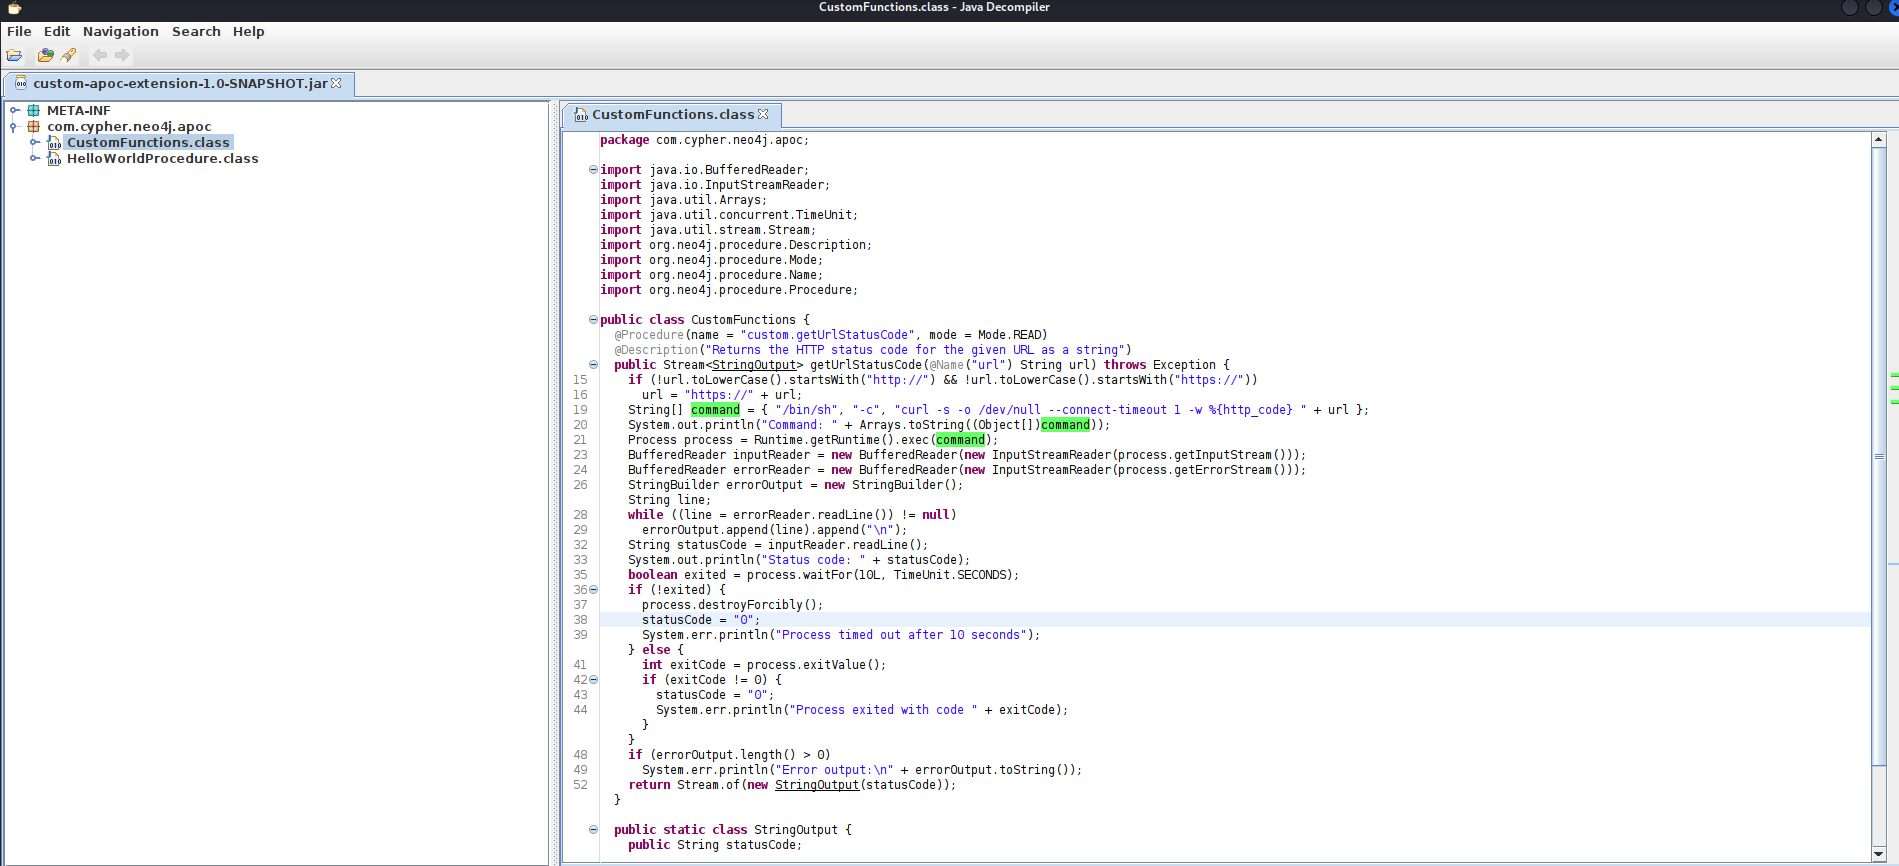 CustomFunctions.class - Java Decompiler
File Edit Navigation Search Help
custom-apoc-extension-1.0-SNAPSHOT.jar
META-INF
com.cypher.neo4j.apoc
CustomFunctions.class
HelloWorldProcedure.class
CustomFunctions.class
package com.cypher.neo4j.apoc;
import java.io.BufferedReader;
import java.io.InputStreamReader;
import java.util.Arrays;
import java.util.concurrent.TimeUnit;
import java.util.stream.Stream;
import org.neo4j.procedure.Description;
import org.neo4j.procedure.Mode;
import org.neo4j.procedure.Name;
import org.neo4j.procedure.Procedure;
public class CustomFunctions {
@Procedure(name = "custom.getUrlStatusCode", mode = Mode.READ)
@Description("Returns the HTTP status code for the given URL as a string")
public Stream<StringOutput> getUrlStatusCode(@Name("url") String url) throws Exception {
15 if (!url.toLowerCase().startsWith("http://") && !url.toLowerCase().startsWith("https://"))
16 url = "https://" + url;
19 String[] command = { "/bin/sh", "-c", "curl -s -o /dev/null --connect-timeout 1 -w %{http_code} " + url };
20 System.out.println("Command: " + Arrays.toString((Object[])command));
21 Process process = Runtime.getRuntime().exec(command);
23 BufferedReader inputReader = new BufferedReader(new InputStreamReader(process.getInputStream()));
24 BufferedReader errorReader = new BufferedReader(new InputStreamReader(process.getErrorStream()));
26 StringBuilder errorOutput = new StringBuilder();
String line;
28 while ((line = errorReader.readLine()) != null)
29 errorOutput.append(line).append("\n");
32 String statusCode = inputReader.readLine();
33 System.out.println("Status code: " + statusCode);
35 boolean exited = process.waitFor(10L, TimeUnit.SECONDS);
36 if (!exited) {
37 process.destroyForcibly();
38 statusCode = "0";
39 System.err.println("Process timed out after 10 seconds");
} else {
41 int exitCode = process.exitValue();
42 if (exitCode != 0) {
43 statusCode = "0";
44 System.err.println("Process exited with code " + exitCode);
}
}
48 if (errorOutput.length() > 0)
49 System.err.println("Error output:\n" + errorOutput.toString());
52 return Stream.of(new StringOutput(statusCode));
}
public static class StringOutput {
public String statusCode;